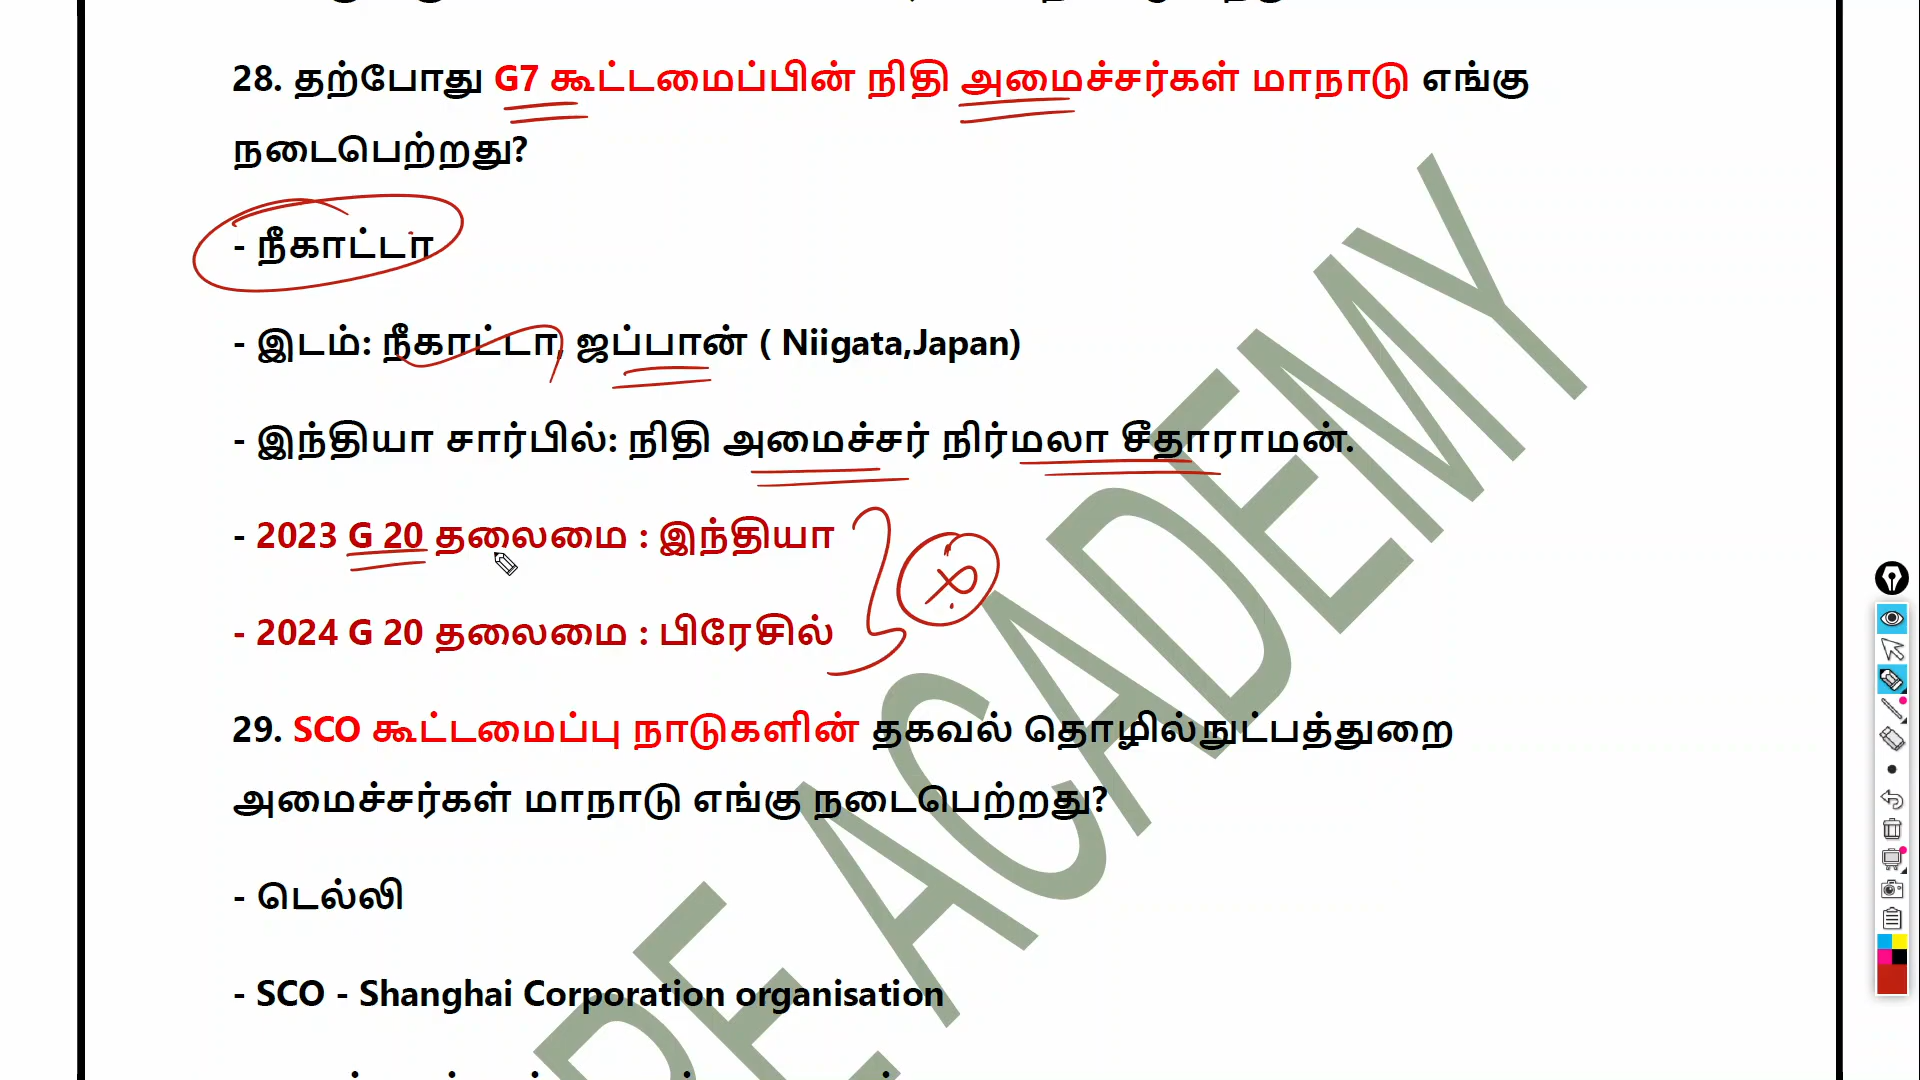 28. தற்போது G7 கூட்டமைப்பின் நிதி அமைச்சர்கள் மாநாடு எங்கு
நடைபெற்றது?
- நீகாட்டா
- இடம்: நீகாட்டா, ஜப்பான் ( Niigata,Japan)
- இந்தியா சார்பில்: நிதி அமைச்சர் நிர்மலா சீதாராமன்.
- 2023 G 20 தலைமை : இந்தியா
- 2024 G 20 தலைமை : பிரேசில்
29. SCO கூட்டமைப்பு நாடுகளின் தகவல் தொழில்நுட்பத்துறை
அமைச்சர்கள் மாநாடு எங்கு நடைபெற்றது?
- டெல்லி
- SCO - Shanghai Corporation organisation
ACADEMY